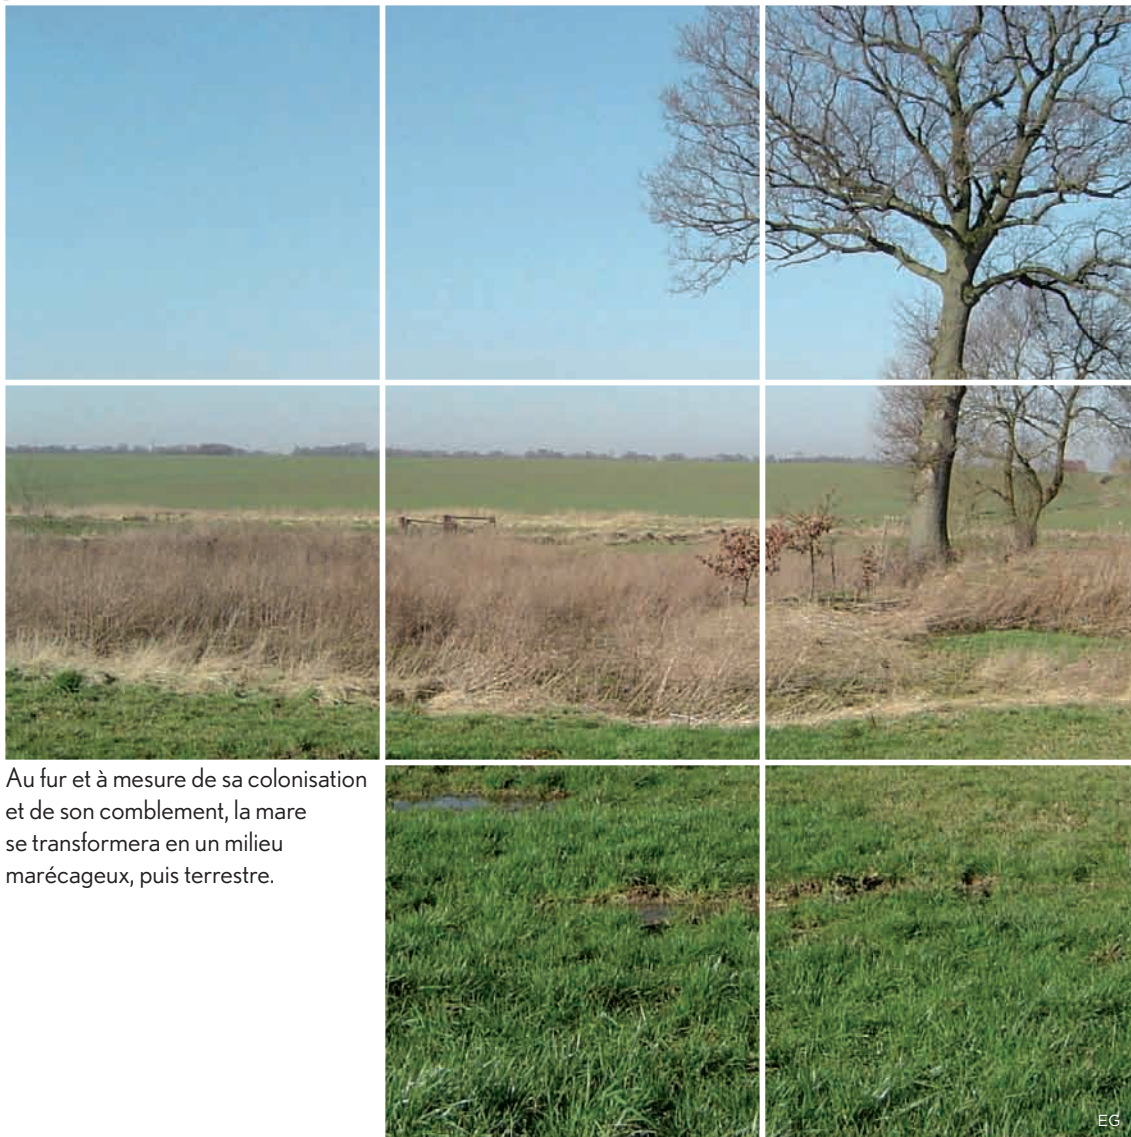 Au fur et à mesure de sa colonisation
et de son comblement, la mare
se transformera en un milieu
marécageux, puis terrestre.
EG